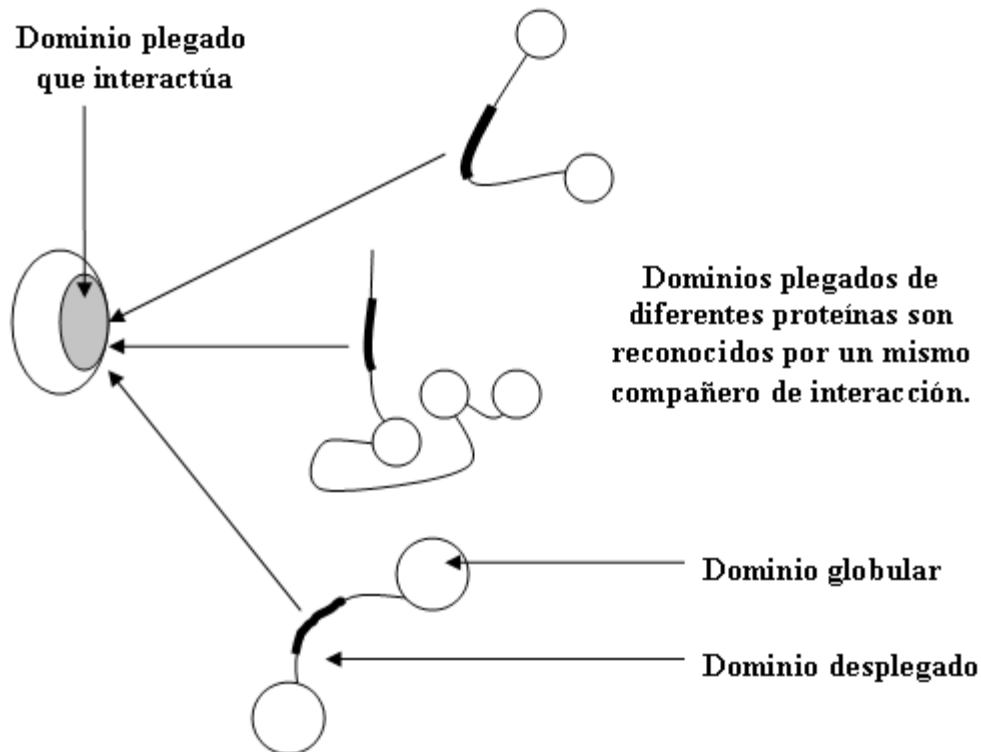 Dominio plegado
que interactúa
Dominios plegados de
diferentes proteínas son
reconocidos por un mismo
compañero de interacción.
Dominio globular
Dominio desplegado